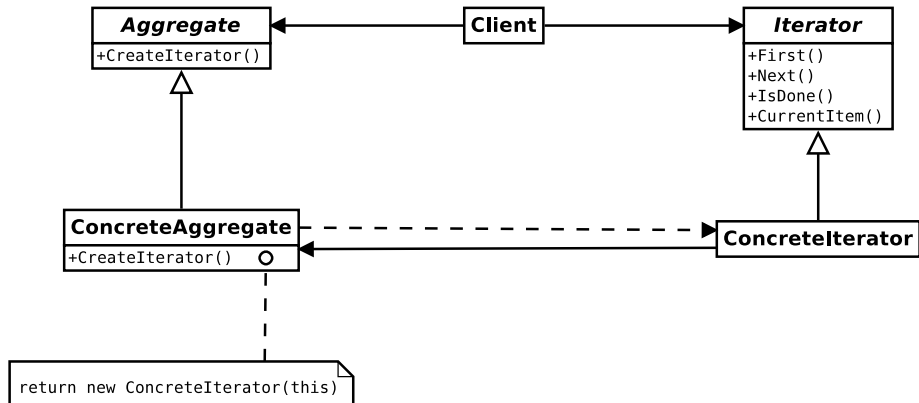 Aggregate
+CreateIterator()
Client
Iterator
+First()
+Next()
+IsDone()
+CurrentItem()
ConcreteAggregate
+CreateIterator()
ConcreteIterator
return new ConcreteIterator(this)